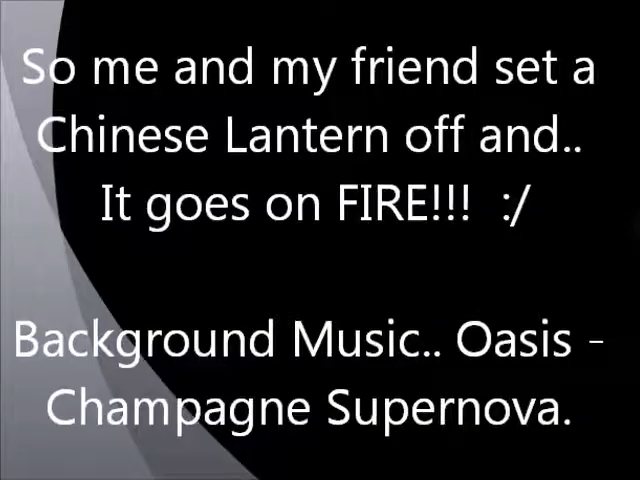 So me and my friend set a
Chinese Lantern off and..
It goes on FIRE!!!  :/
Background Music.. Oasis -
Champagne Supernova.